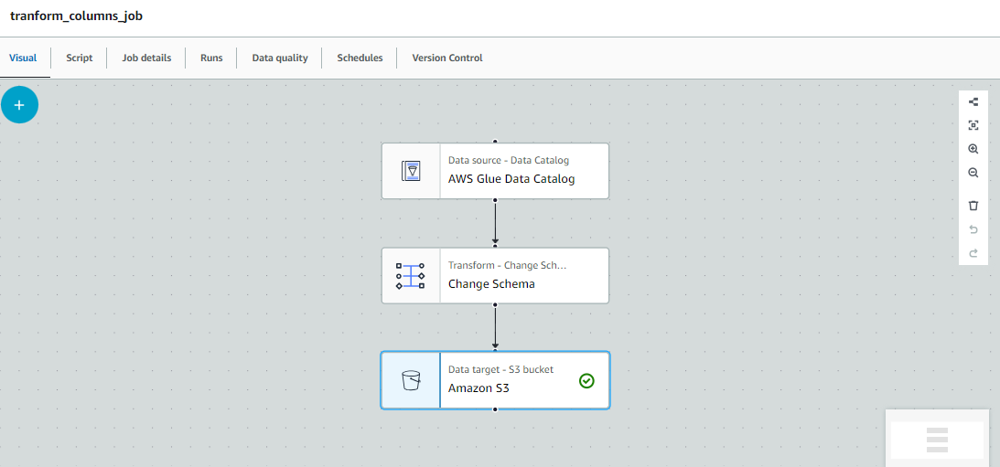 tranform_columns_job
Visual Script Job details Runs Data quality Schedules Version Control
Data source - Data Catalog
AWS Glue Data Catalog
Transform - Change Sch...
Change Schema
Data target - S3 bucket
Amazon S3